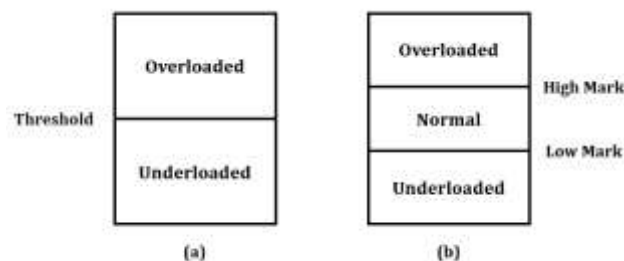 Overloaded
Threshold
Underloaded
(a)
Overloaded
High Mark
Normal
Low Mark
Underloaded
(b)